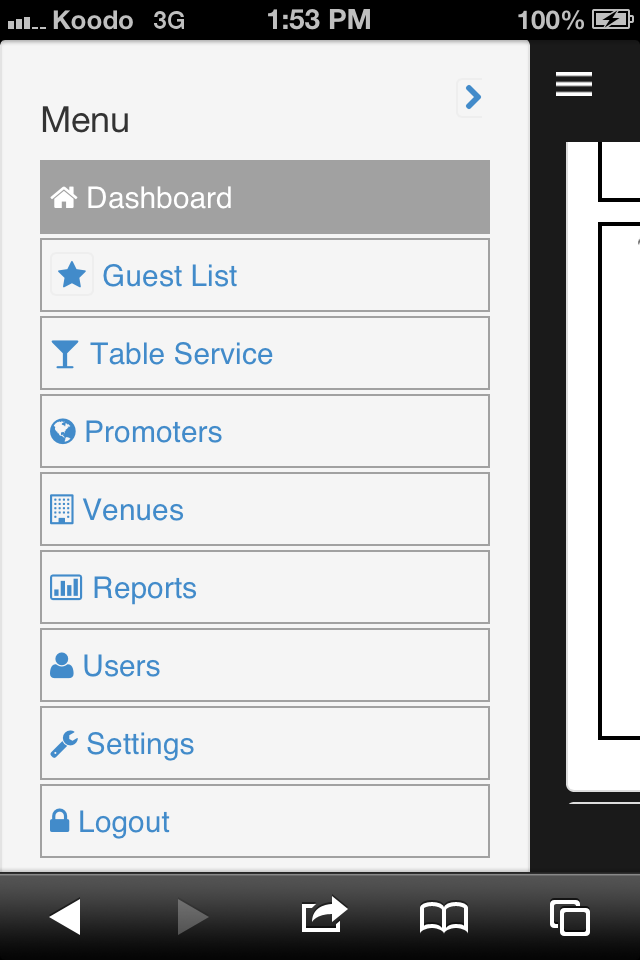 Koodo 3G 1:53 PM 100%
Menu
Dashboard
Guest List
Table Service
Promoters
Venues
Reports
Users
Settings
Logout